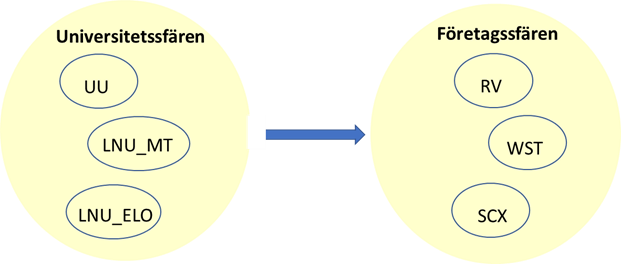 Universitetssfären
UU
LNU_MT
LNU_ELO
Företagssfären
RV
WST
SCX